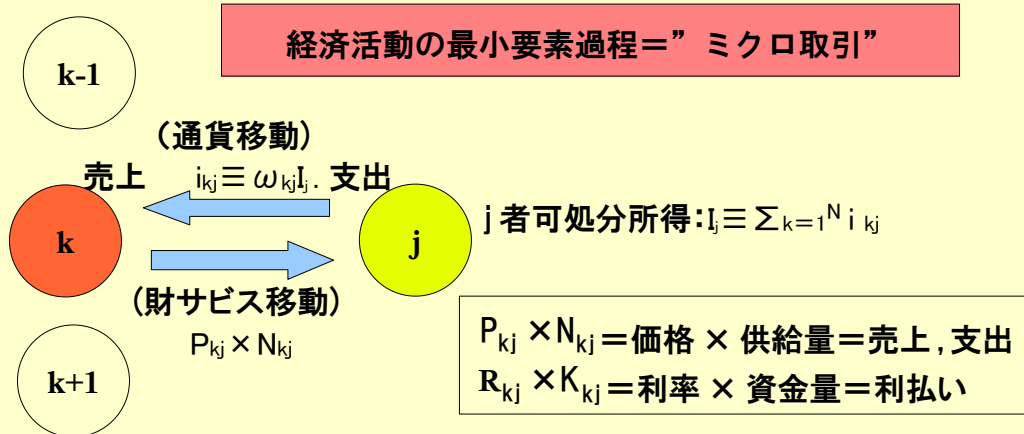 経済活動の最小要素過程=”ミクロ取引”
k-1
(通貨移動)
売上 i kj≡ωkjIj. 支出
k
j
j者可処分所得:Ij≡Σk=1N i kj
(財サービス移動)
Pkj×Nkj
k+1
Pkj×Nkj=価格×供給量=売上,支出
Rkj×Kkj=利率×資金量=利払い